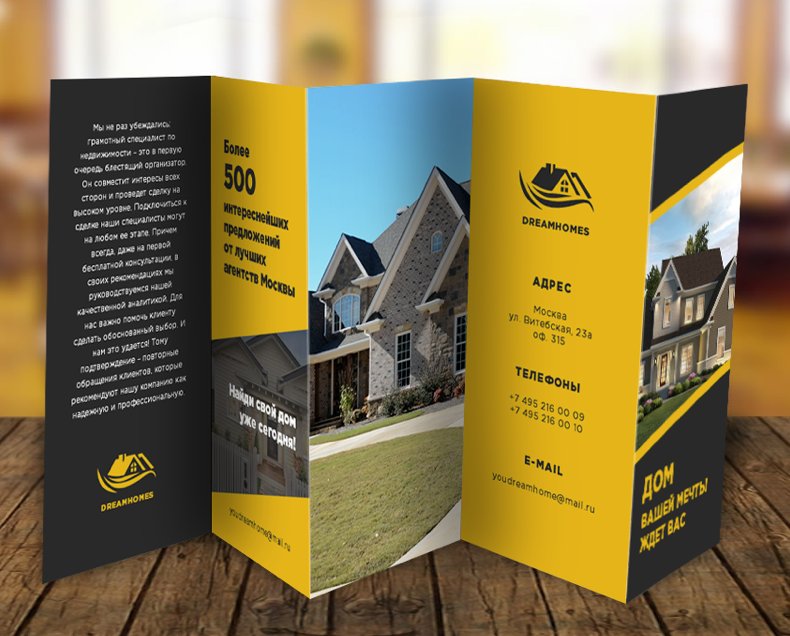 Мы не раз убеждались:
грамотный специалист по
недвижимости – это в первую
очередь блестящий организатор.
Он совместит интересы всех
сторон и проведет сделку на
высоком уровне. Подключиться к
сделке наши специалисты могут
на любом ее этапе. Причем
всегда, даже на первой
бесплатной консультации, в
своих рекомендациях мы
руководствуемся нашей
качественной аналитикой. Для
нас важно помочь клиенту
сделать обоснованный выбор. И
нам это удается! Тому
подтверждение – повторные
обращения клиентов, которые
рекомендуют нашу компанию как
надежную и профессиональную.
DREAMHOMES
Более
500
интереснейших
предложений
от лучших
агентств Москвы
Найди свой дом
уже сегодня!
youdreamhome@mail.ru
DREAMHOMES
АДРЕС
Москва
ул. Витебская, 23а
оф. 315
ТЕЛЕФОНЫ
+7 495 216 00 09
+7 495 216 00 10
E-MAIL
youdreamhome@mail.ru
ДОМ
ВАШЕЙ МЕЧТЫ
ЖДЕТ ВАС